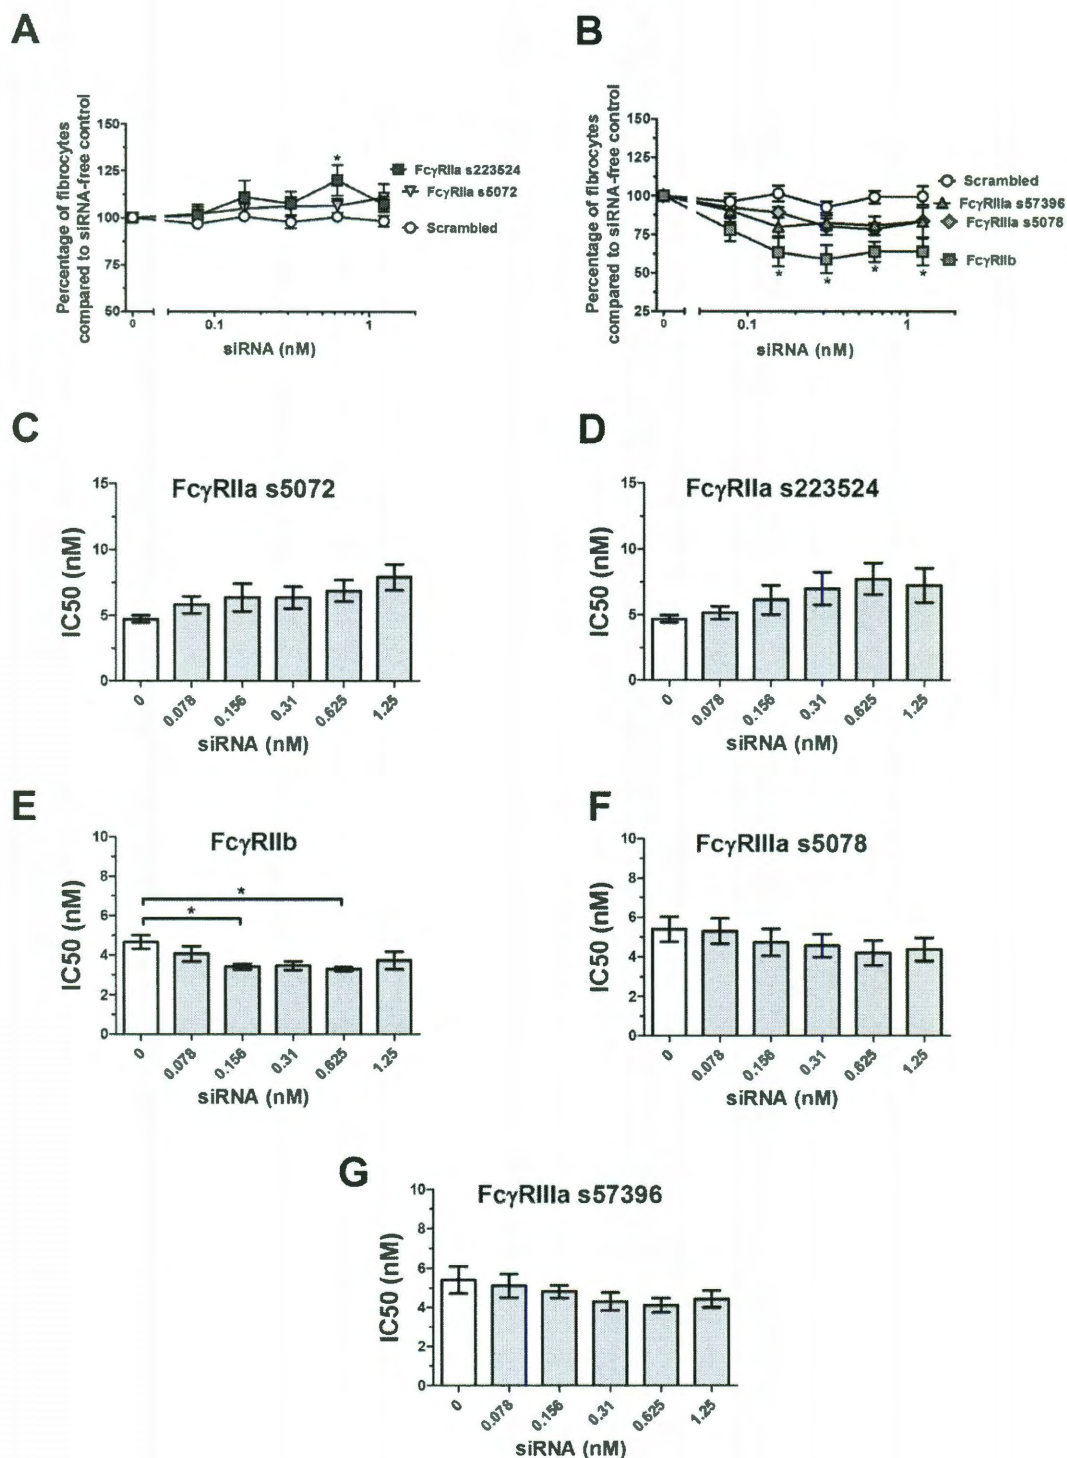 A
Percentage of fibrocytes
compared to siRNA-free control
150
125
100
75
50
0
0.1
1
siRNA (nM)
*
FcγRIIa s223524
FcγRIIa s5072
Scrambled
B
Percentage of fibrocytes
compared to siRNA-free control
150
125
100
75
50
25
0
0.1
1
siRNA (nM)
* * * *
Scrambled
FcγRIIIa s57396
FcγRIIIa s5078
FcγRIIb
C
FcγRIIa s5072
IC50 (nM)
15
10
5
0
0 0.078 0.156 0.31 0.625 1.25
siRNA (nM)
D
FcγRIIa s223524
IC50 (nM)
15
10
5
0
0 0.078 0.156 0.31 0.625 1.25
siRNA (nM)
E
FcγRIIb
IC50 (nM)
10
8
6
4
2
0
*
*
0 0.078 0.156 0.31 0.625 1.25
siRNA (nM)
F
FcγRIIIa s5078
IC50 (nM)
10
8
6
4
2
0
0 0.078 0.156 0.31 0.625 1.25
siRNA (nM)
G
FcγRIIIa s57396
IC50 (nM)
10
8
6
4
2
0
0 0.078 0.156 0.31 0.625 1.25
siRNA (nM)